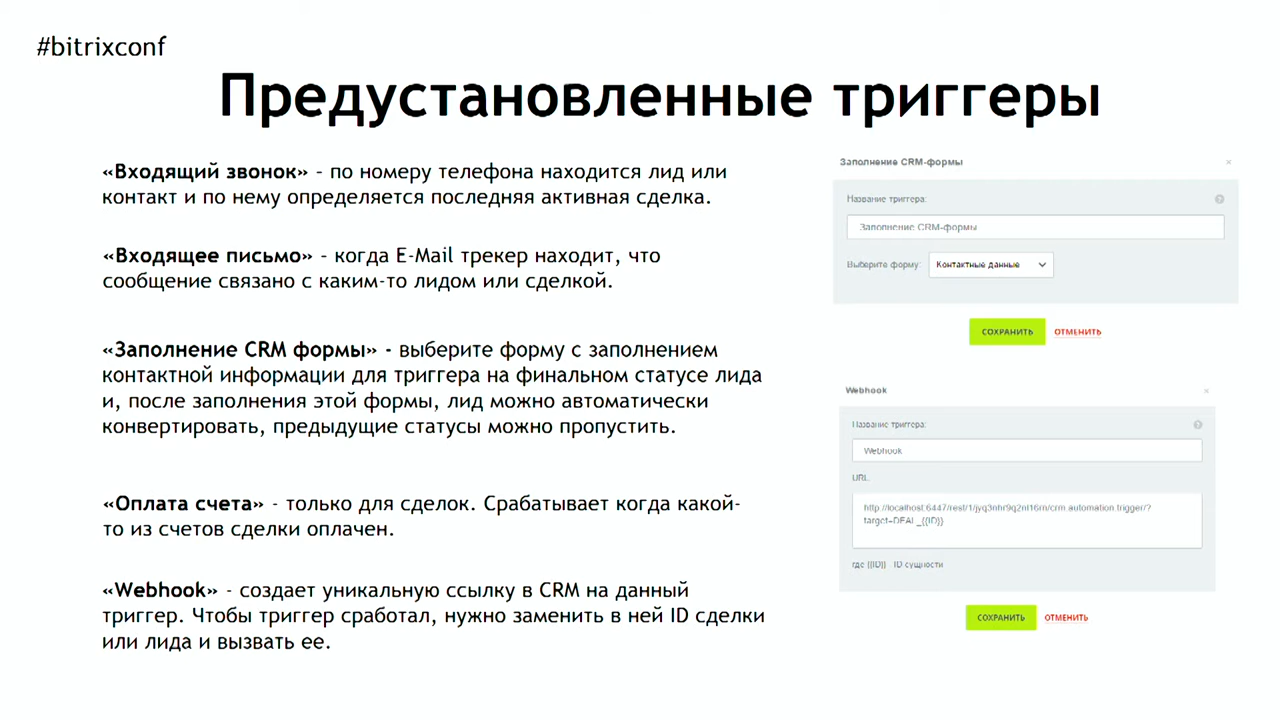 #bitrixconf
Предустановленные триггеры
«Входящий звонок» – по номеру телефона находится лид или
контакт и по нему определяется последняя активная сделка.
«Входящее письмо» – когда E-Mail трекер находит, что
сообщение связано с каким-то лидом или сделкой.
«Заполнение CRM формы» - выберите форму с заполнением
контактной информации для триггера на финальном статусе лида
и, после заполнения этой формы, лид можно автоматически
конвертировать, предыдущие статусы можно пропустить.
«Оплата счета» - только для сделок. Срабатывает когда какой-
то из счетов сделки оплачен.
«Webhook» - создает уникальную ссылку в CRM на данный
триггер. Чтобы триггер сработал, нужно заменить в ней ID сделки
или лида и вызвать ее.
Заполнение CRM-формы
Название триггера:
Заполнение CRM-формы
Выберите форму: Контактные данные
СОХРАНИТЬ ОТМЕНИТЬ
Webhook
Название триггера:
Webhook
URL:
target=DEAL_{{ID}}
где {{ID}} ID сущности
СОХРАНИТЬ ОТМЕНИТЬ